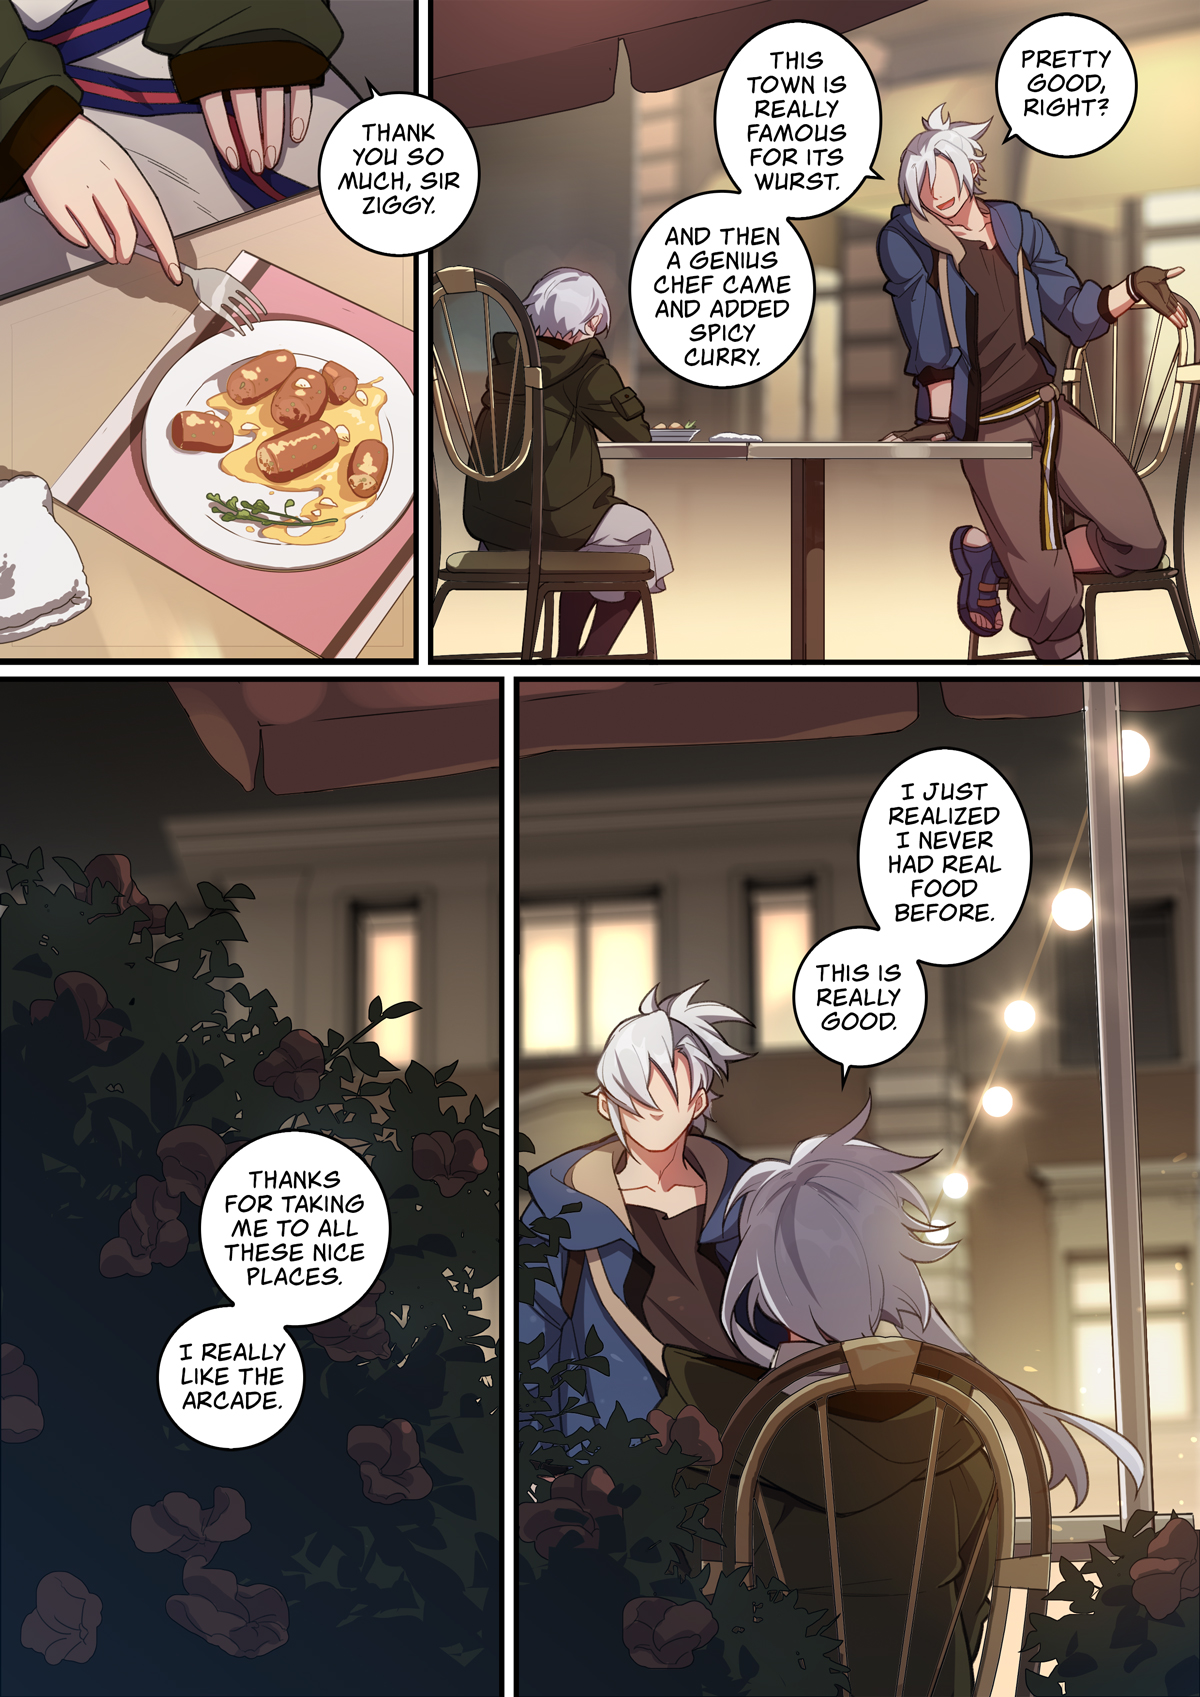 THANK
YOU SO
MUCH, SIR
ZIGGY.
THIS
TOWN IS
REALLY
FAMOUS
FOR ITS
WURST.
AND THEN
A GENIUS
CHEF CAME
AND ADDED
SPICY
CURRY.
PRETTY
GOOD,
RIGHT?
THANKS
FOR TAKING
ME TO ALL
THESE NICE
PLACES.
I REALLY
LIKE THE
ARCADE.
I JUST
REALIZED
I NEVER
HAD REAL
FOOD
BEFORE.
THIS IS
REALLY
GOOD.